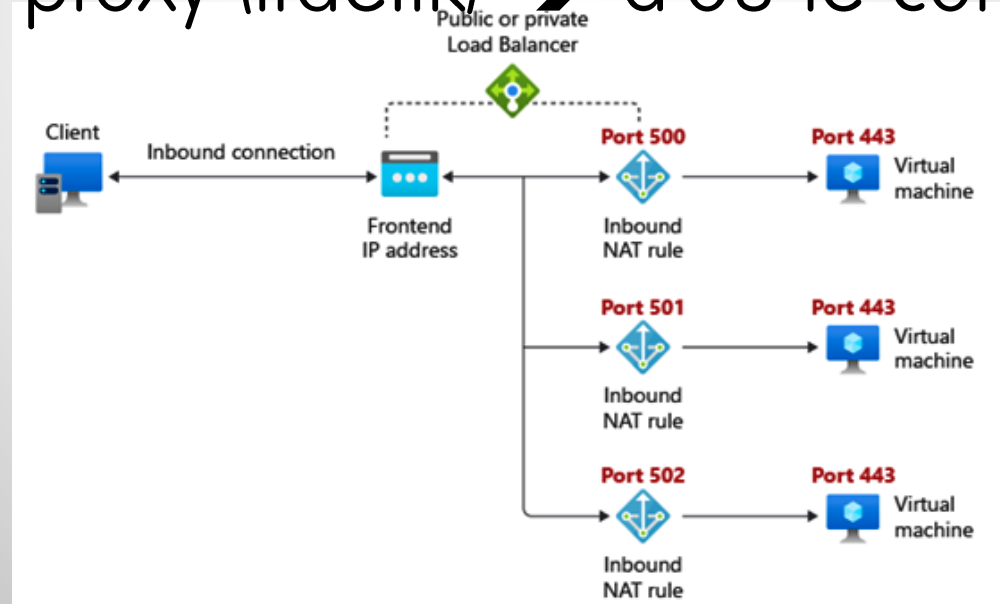 proxy
Public or private
Load Balancer
Client
Inbound connection
Frontend
IP address
Port 500
Inbound
NAT rule
Port 443
Virtual
machine
Port 501
Inbound
NAT rule
Port 443
Virtual
machine
Port 502
Inbound
NAT rule
Port 443
Virtual
machine